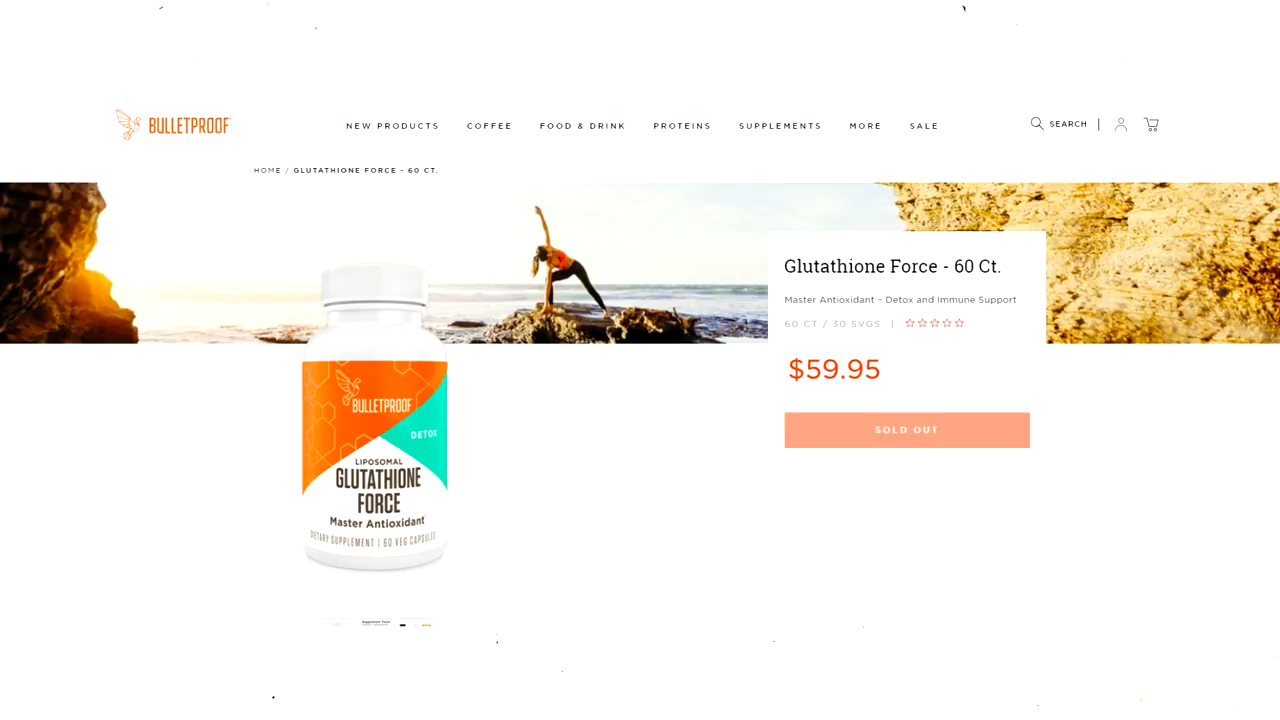 BULLETPROOF
NEW PRODUCTS COFFEE FOOD & DRINK PROTEINS SUPPLEMENTS MORE SALE
SEARCH |
HOME / GLUTATHIONE FORCE - 60 CT.
Glutathione Force - 60 Ct.
Master Antioxidant - Detox and Immune Support
60 CT / 30 SVGS |
$59.95
SOLD OUT
BULLETPROOF
DETOX
LIPOSOMAL
GLUTATHIONE
FORCE
Master Antioxidant
DIETARY SUPPLEMENT | 60 VEG CAPSULES